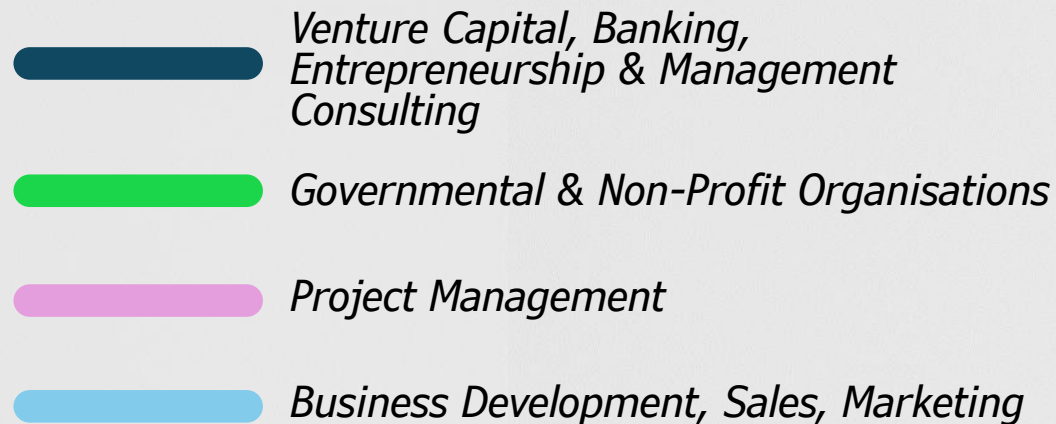 Venture Capital, Banking,
Entrepreneurship & Management
Consulting
Governmental & Non-Profit Organisations
Project Management
Business Development, Sales, Marketing